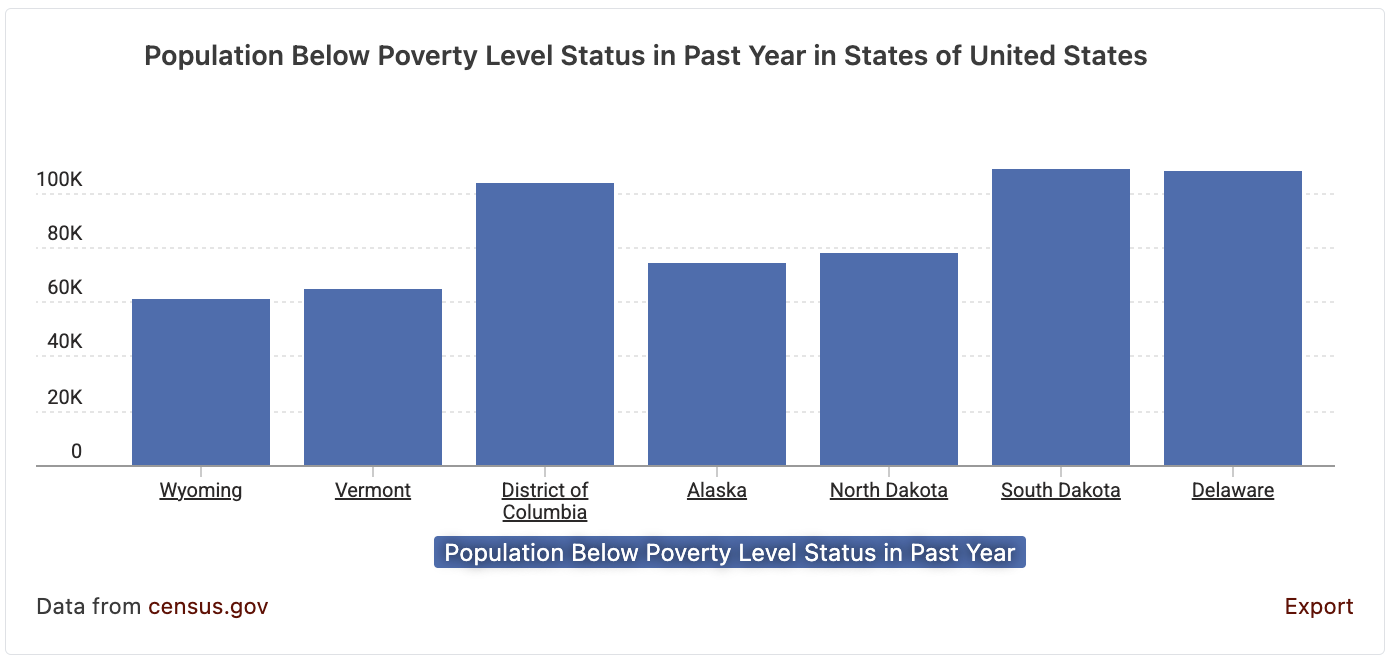 Population Below Poverty Level Status in Past Year in States of United States
100K
80K
60K
40K
20K
0
Wyoming
Vermont
District of
Columbia
Alaska
North Dakota
South Dakota
Delaware
Population Below Poverty Level Status in Past Year
Data from census.gov
Export